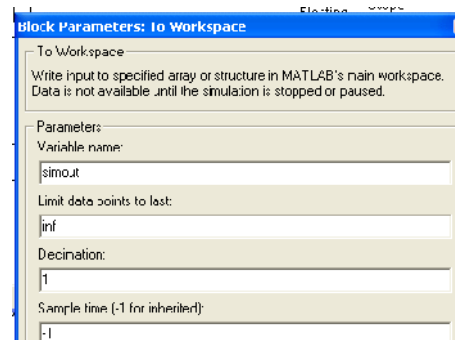 Floating Scope
Block Parameters: To Workspace
To Workspace
Write input to specified array or structure in MATLAB's main workspace.
Data is not available until the simulation is stopped or paused.
Parameters
Variable name:
simout
Limit data points to last:
inf
Decimation:
1
Sample time (-1 for inherited):
-1